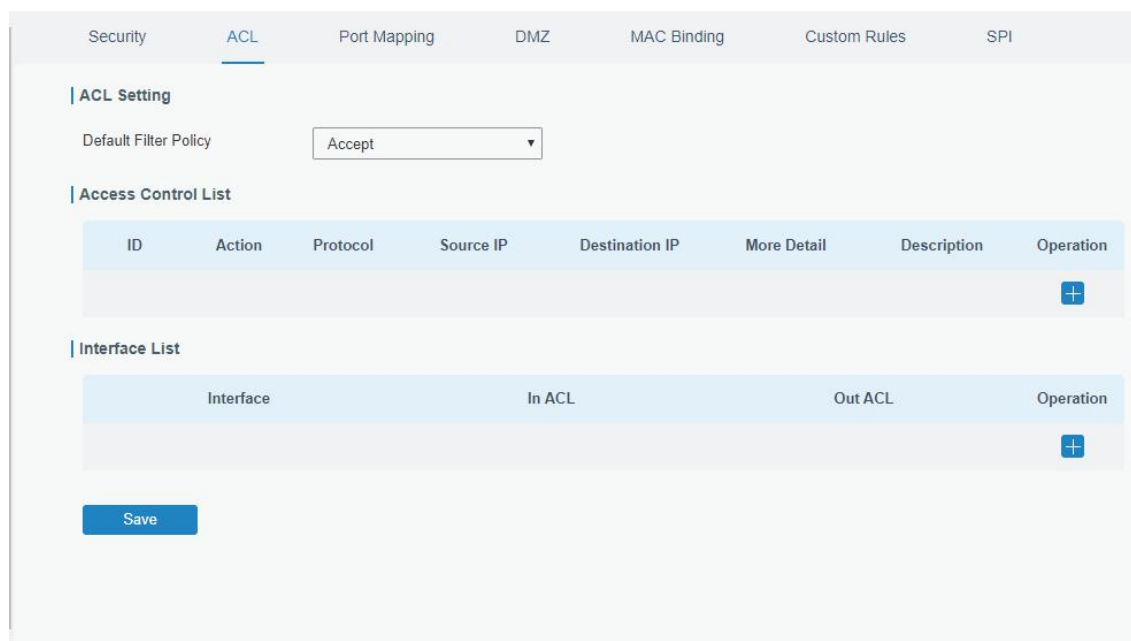 Security ACL Port Mapping DMZ MAC Binding Custom Rules SPI
ACL Setting
Default Filter Policy Accept
Access Control List
ID Action Protocol Source IP Destination IP More Detail Description Operation
Interface List
Interface In ACL Out ACL Operation
Save